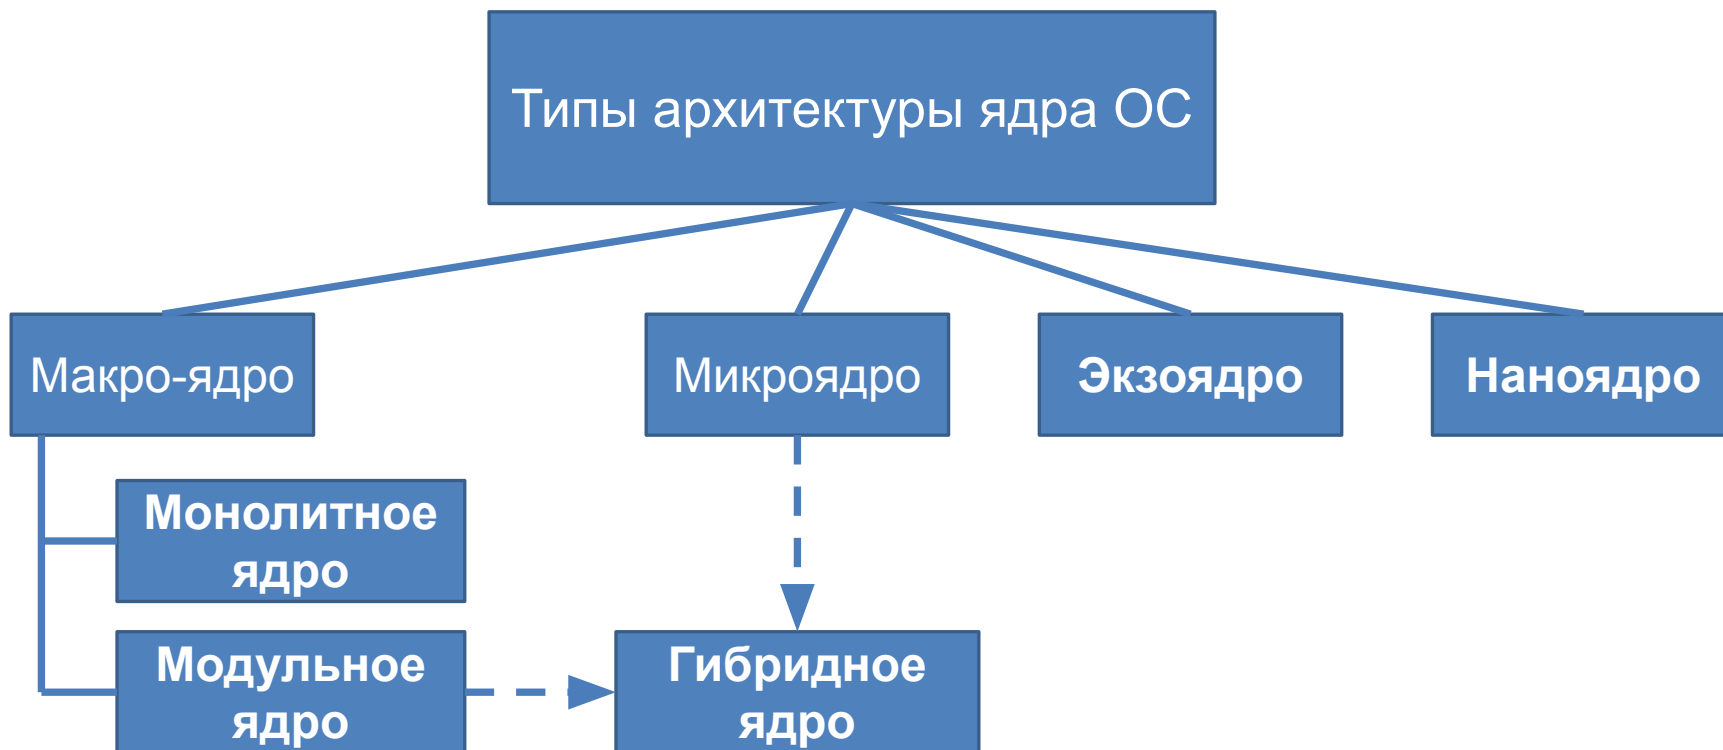 Типы архитектуры ядра ОС
Макро-ядро
Микроядро
Экзоядро
Наноядро
Монолитное
ядро
Модульное
ядро
Гибридное
ядро